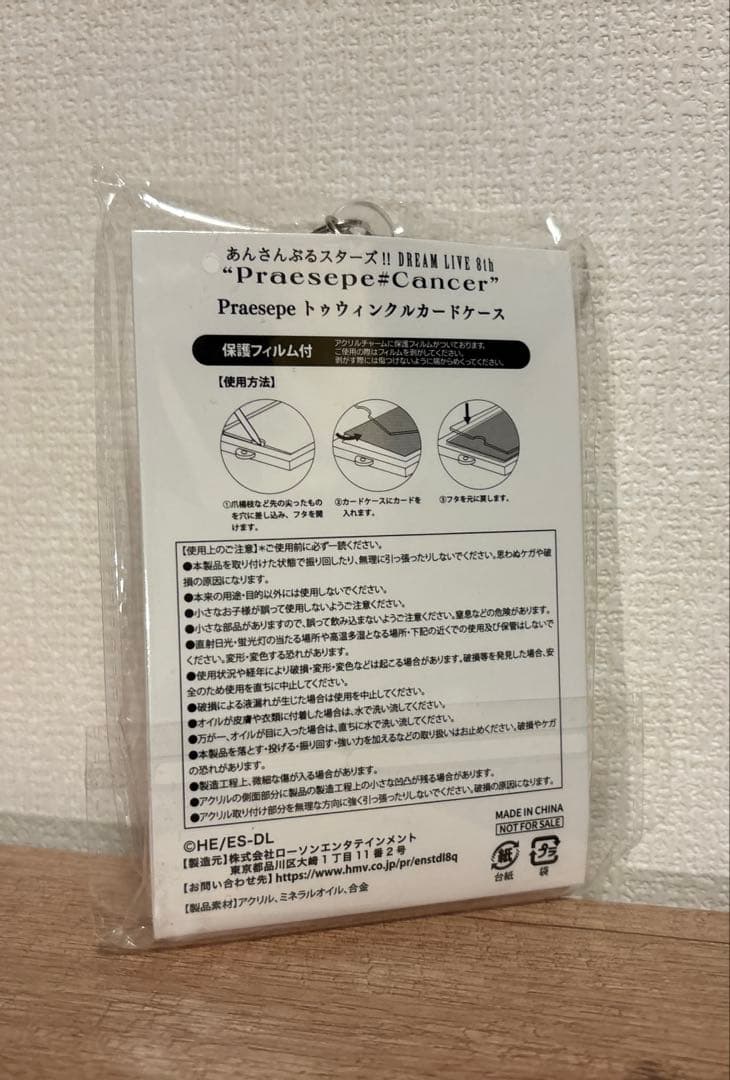 あんさんぶるスターズ!! DREAM LIVE 8th
“Praesepe#Cancer”
Praesepe トゥウィンクルカードケース
保護フィルム付
アクリルチャームに保護フィルムがついております。
ご使用の際はフィルムを剥がしてください。
剥がす際には傷つけないように端からめくってください。
【使用方法】
①爪楊枝など先の尖ったもの
を穴に差し込み、フタを開
けます。
②カードケースにカードを
入れます。
③フタを元に戻します。
【使用上のご注意】*ご使用前に必ず一読ください。
●本製品を取り付けた状態で振り回したり、無理に引っ張ったりしないでください。思わぬケガや破
損の原因になります。
●本来の用途・目的以外には使用しないでください。
●小さなお子様が誤って使用しないようご注意ください。
●小さな部品がありますので、誤って飲み込まないようご注意ください。窒息などの危険があります。
●直射日光・蛍光灯の当たる場所や高温多湿となる場所・下記の近くでの使用及び保管はしないで
ください。変形・変色する恐れがあります。
●使用状況や経年により破損・変形・変色などは起こる場合があります。破損等を発見した場合、安
全のため使用を直ちに中止してください。
●破損による液漏れが生じた場合は使用を中止してください。
●オイルが皮膚や衣類に付着した場合は、水で洗い流してください。
●万が一、オイルが目に入った場合は、直ちに水で洗い流してください。
●本製品を落とす・投げる・振り回す・強い力を加えるなどの取り扱いはお止めください。破損やケガ
の恐れがあります。
●製造工程上、微細な傷が入る場合があります。
●アクリルの側面部分に製品の製造工程上の小さな凹凸が残る場合があります。
●アクリル取り付け部分を無理な方向に強く引っ張ったりしないでください。破損の原因になります。
©HE/ES-DL
【製造元】株式会社ローソンエンタテインメント
東京都品川区大崎1丁目11番2号
【お問い合わせ先】https://www.hmv.co.jp/pr/enstdl8q
【製品素材】アクリル、ミネラルオイル、合金
MADE IN CHINA
NOT FOR SALE
紙
台紙
プラ
袋